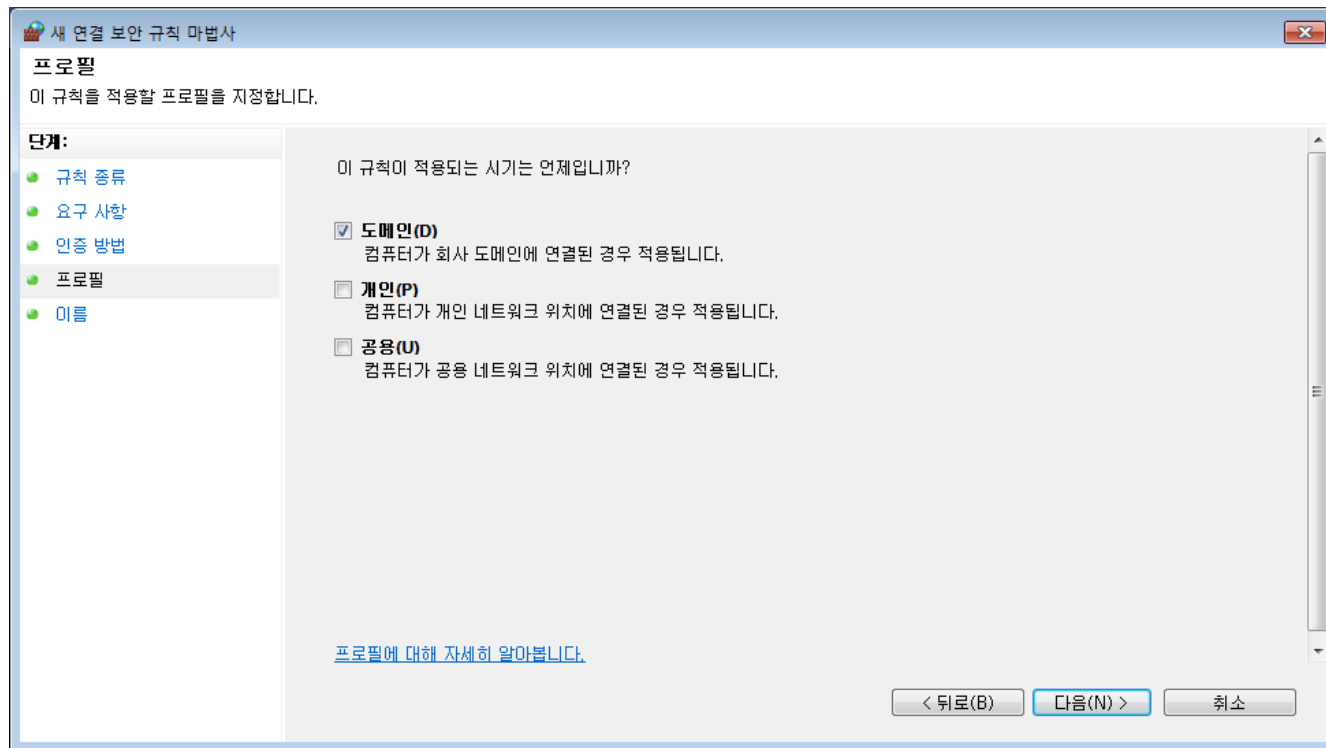 새 연결 보안 규칙 마법사
프로필
이 규칙을 적용할 프로필을 지정합니다.
단계:
규칙 종류
요구 사항
인증 방법
프로필
이름
이 규칙이 적용되는 시기는 언제입니까?
도메인(D)
컴퓨터가 회사 도메인에 연결된 경우 적용됩니다.
개인(P)
컴퓨터가 개인 네트워크 위치에 연결된 경우 적용됩니다.
공용(U)
컴퓨터가 공용 네트워크 위치에 연결된 경우 적용됩니다.
프로필에 대해 자세히 알아봅니다.
< 뒤로(B) 다음(N) > 취소